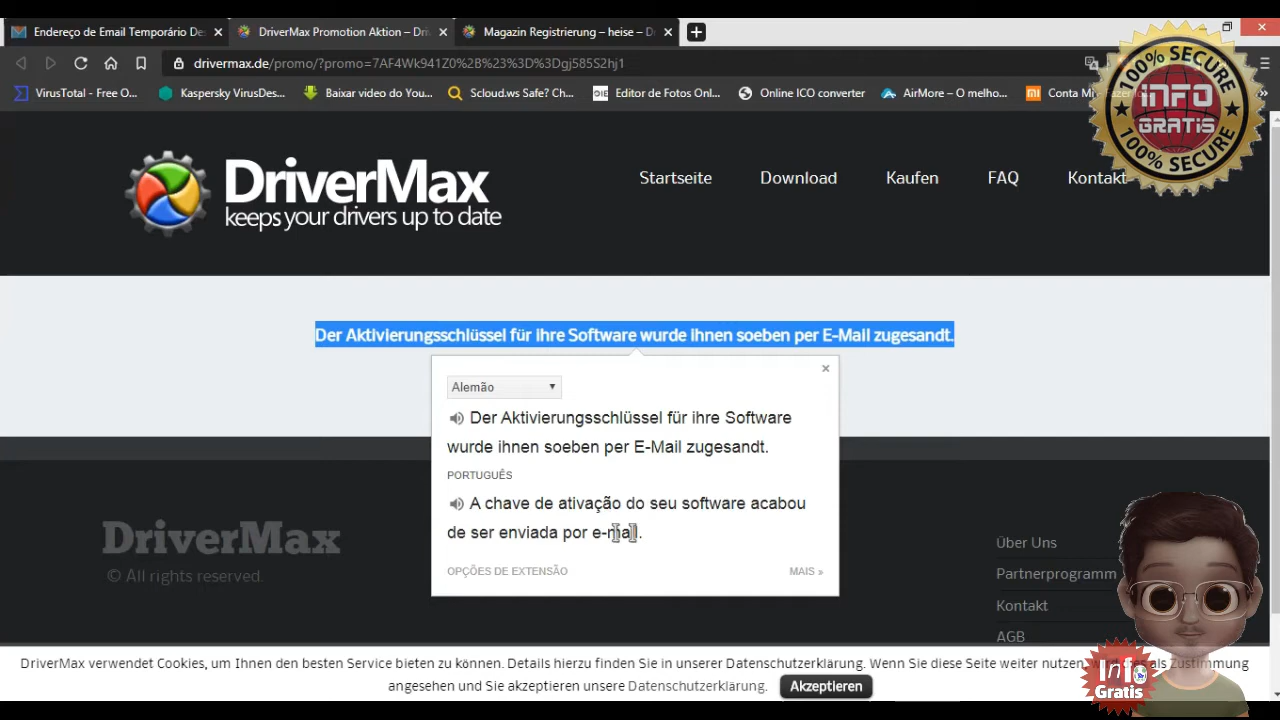 Endereço de Email Temporário De
DriverMax Promotion Aktion – Dri
Magazin Registrierung – heise – D
drivermax.de/promo/?promo=7AF4Wk941Z0%2B%23%3D%3Dgj585S2hj1
VirusTotal - Free O...
Kaspersky VirusDes...
Baixar video do You...
Scloud.ws Safe? Ch...
Editor de Fotos Onl...
Online ICO converter
AirMore – O melho...
Conta Mi - Fazer lo
100% SECURE
INFO
GRATIS
100% SECURE
DriverMax
keeps your drivers up to date
Startseite
Download
Kaufen
FAQ
Kontakt
Der Aktivierungsschlüssel für ihre Software wurde ihnen soeben per E-Mail zugesandt.
Alemão
Der Aktivierungsschlüssel für ihre Software
wurde ihnen soeben per E-Mail zugesandt.
PORTUGUÊS
A chave de ativação do seu software acabou
de ser enviada por e-mail.
OPÇÕES DE EXTENSÃO
MAIS »
DriverMax
© All rights reserved.
Über Uns
Partnerprogramm
Kontakt
AGB
DriverMax verwendet Cookies, um Ihnen den besten Service bieten zu können. Details hierzu finden Sie in unserer Datenschutzerklärung. Wenn Sie diese Seite weiter nutzen, wird dies als Zustimmung
angesehen und Sie akzeptieren unsere Datenschutzerklärung.
Akzeptieren
Info
Gratis